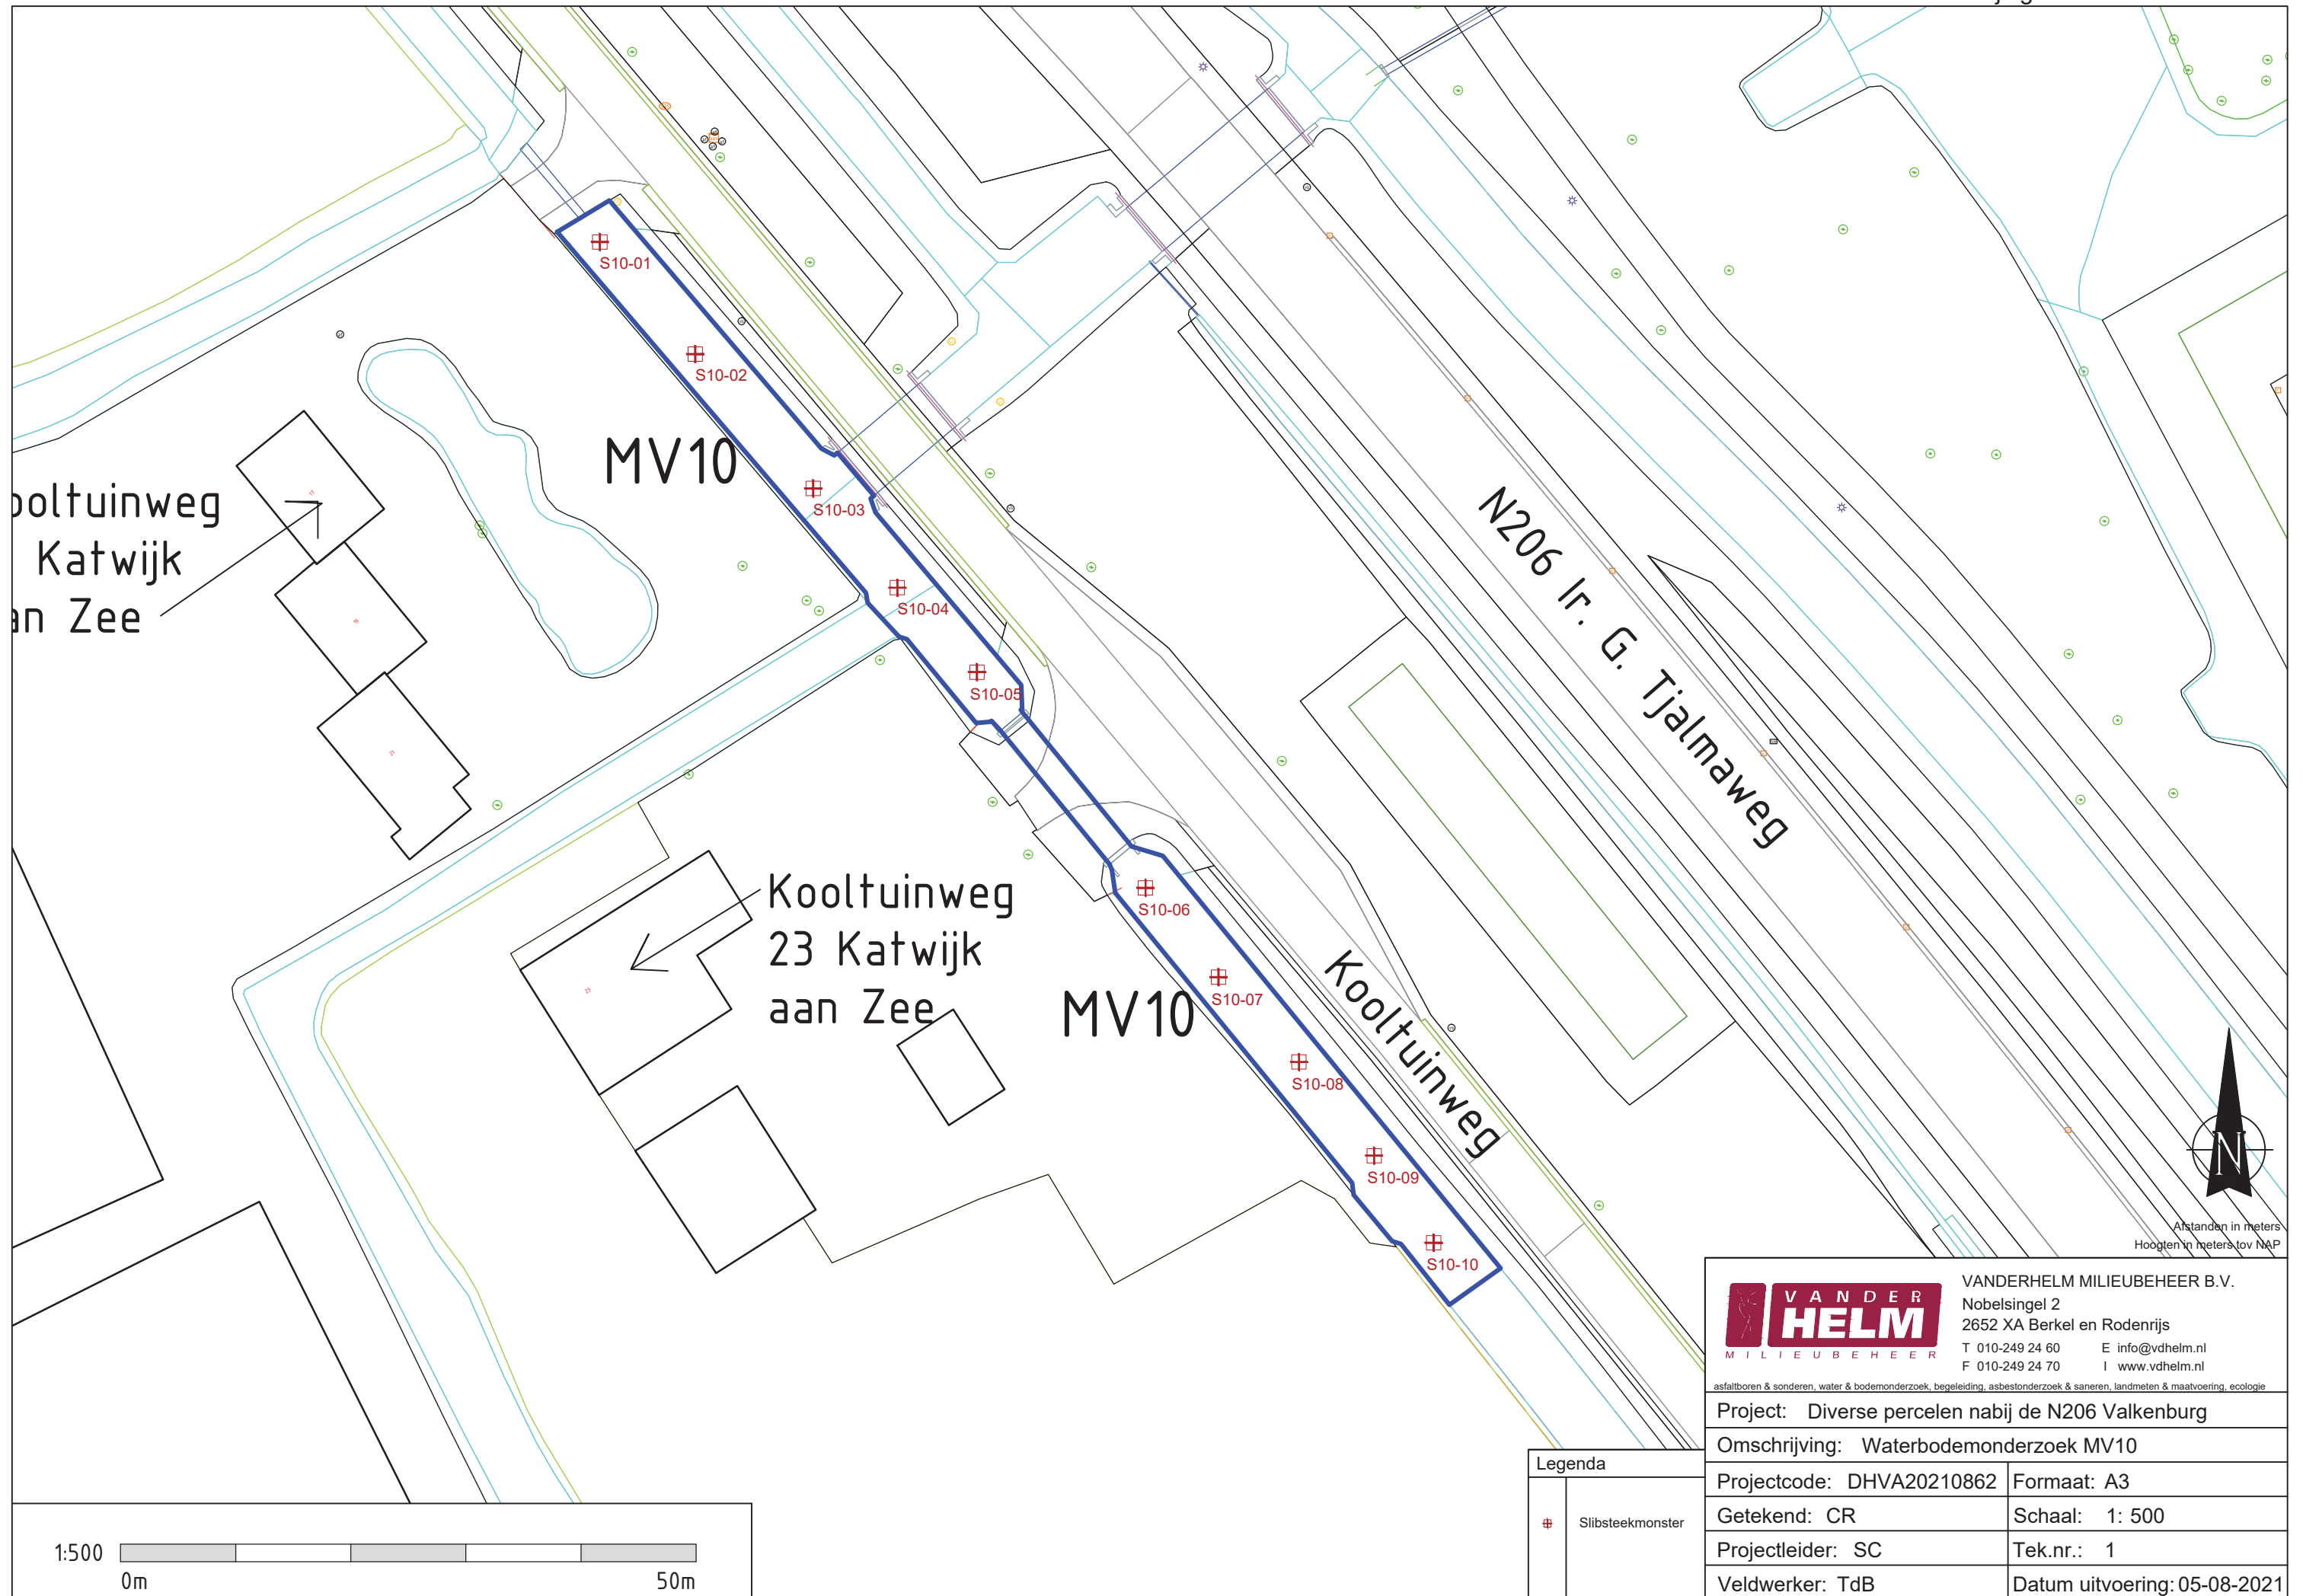 S10-01
S10-02
MV10
S10-03
S10-04
S10-05
ooltuinweg
Katwijk
an Zee
N206 Ir. G. Tjalmaweg
Kooltuinweg
23 Katwijk
aan Zee
S10-06
S10-07
MV10
S10-08
Kooltuinweg
S10-09
S10-10
N
Afstanden in meters
Hoogten in meters tov NAP
VANDER
HELM
MILIEUBEHEER
VANDERHELM MILIEUBEHEER B.V.
Nobelsingel 2
2652 XA Berkel en Rodenrijs
T 010-249 24 60 E info@vdhelm.nl
F 010-249 24 70 I www.vdhelm.nl
asfaltboren & sonderen, water & bodemonderzoek, begeleiding, asbestonderzoek & saneren, landmeten & maatvoering, ecologie
Project: Diverse percelen nabij de N206 Valkenburg
Omschrijving: Waterbodemonderzoek MV10
Projectcode: DHVA20210862 Formaat: A3
Getekend: CR Schaal: 1: 500
Projectleider: SC Tek.nr.: 1
Veldwerker: TdB Datum uitvoering: 05-08-2021
Legenda
Slibsteekmonster
1:500
0m 50m